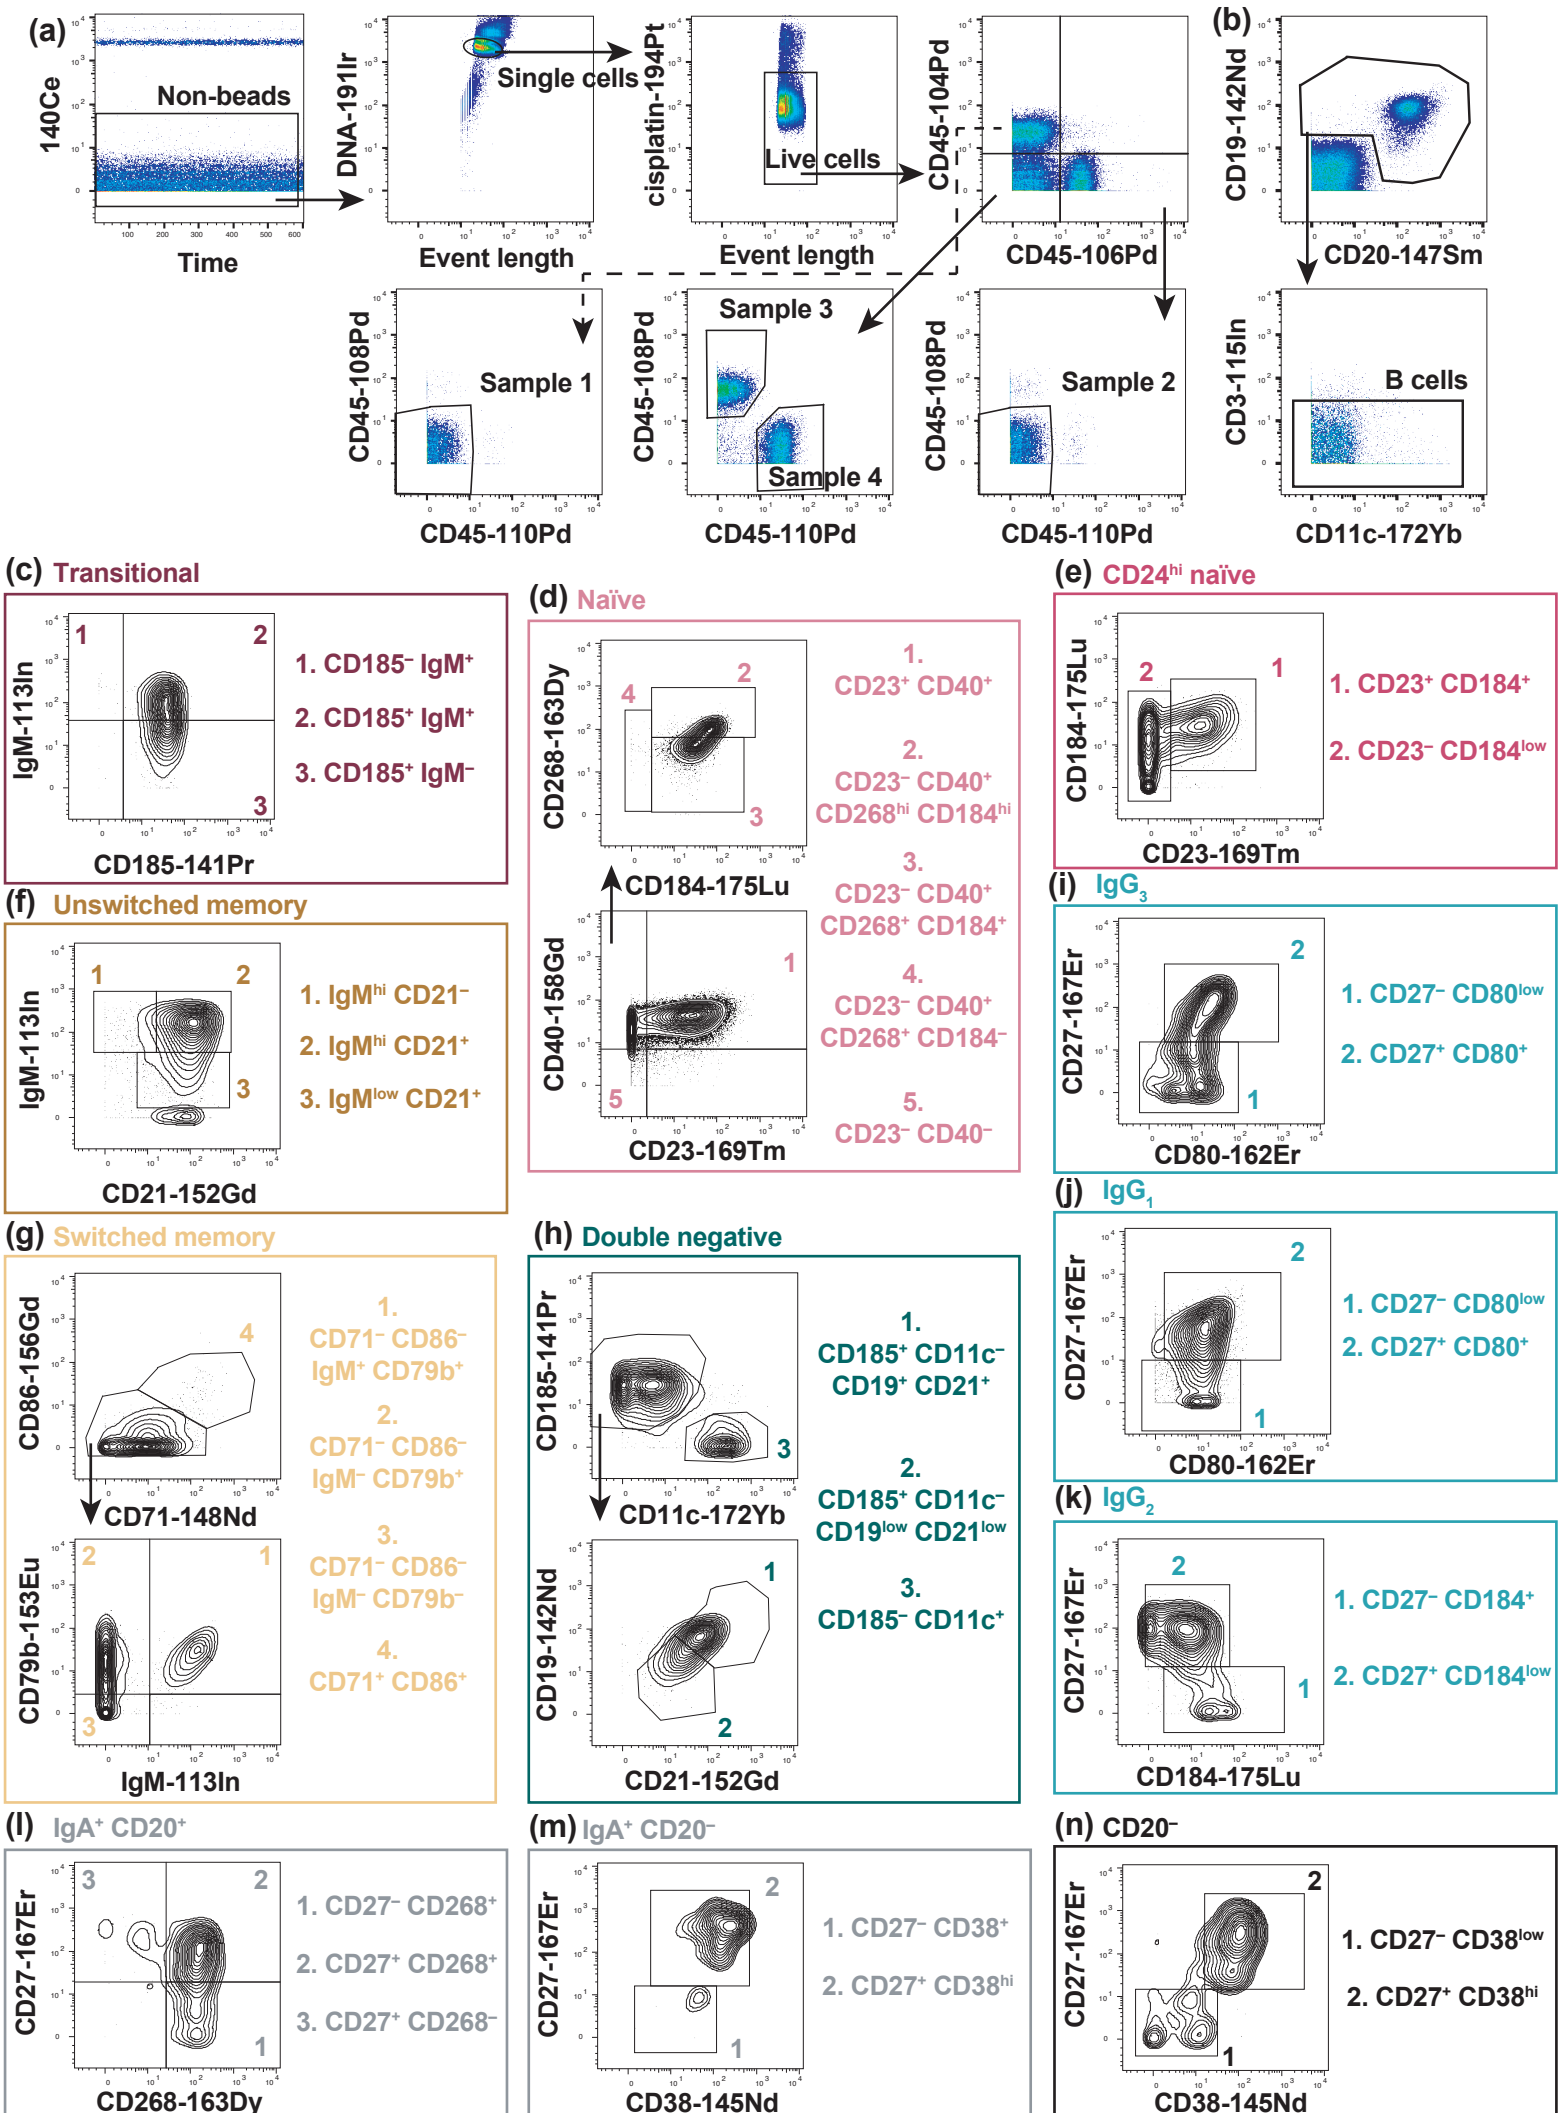 (a)
140Ce
Non-beads
Time
DNA-191Ir
Single cells
Event length
cisplatin-194Pt
Live cells
Event length
CD45-104Pd
CD45-106Pd
(b)
CD19-142Nd
CD20-147Sm
CD45-108Pd
Sample 1
CD45-110Pd
Sample 3
CD45-108Pd
Sample 4
CD45-110Pd
CD45-108Pd
Sample 2
CD45-110Pd
CD3-115In
B cells
CD11c-172Yb
(c) Transitional
IgM-113In
1
2
3
CD185-141Pr
1. CD185⁻ IgM⁺
2. CD185⁺ IgM⁺
3. CD185⁺ IgM⁻
(d) Naïve
CD268-163Dy
4
2
3
CD184-175Lu
CD40-158Gd
1
5
CD23-169Tm
1.
CD23⁺ CD40⁺
2.
CD23⁻ CD40⁺
CD268ʰⁱ CD184ʰⁱ
3.
CD23⁻ CD40⁺
CD268⁺ CD184⁺
4.
CD23⁻ CD40⁺
CD268⁺ CD184⁻
5.
CD23⁻ CD40⁻
(e) CD24ʰⁱ naïve
CD184-175Lu
2
1
CD23-169Tm
1. CD23⁺ CD184⁺
2. CD23⁻ CD184ˡᵒʷ
(f) Unswitched memory
IgM-113In
1
2
3
CD21-152Gd
1. IgMʰⁱ CD21⁻
2. IgMʰⁱ CD21⁺
3. IgMˡᵒʷ CD21⁺
(g) Switched memory
CD86-156Gd
4
CD71-148Nd
CD79b-153Eu
2
1
3
IgM-113In
1.
CD71⁻ CD86⁻
IgM⁺ CD79b⁺
2.
CD71⁻ CD86⁻
IgM⁻ CD79b⁺
3.
CD71⁻ CD86⁻
IgM⁻ CD79b⁻
4.
CD71⁺ CD86⁺
(h) Double negative
CD185-141Pr
3
CD11c-172Yb
CD19-142Nd
1
2
CD21-152Gd
1.
CD185⁺ CD11c⁻
CD19⁺ CD21⁺
2.
CD185⁺ CD11c⁻
CD19ˡᵒʷ CD21ˡᵒʷ
3.
CD185⁻ CD11c⁺
(i) IgG₃
CD27-167Er
2
1
CD80-162Er
1. CD27⁻ CD80ˡᵒʷ
2. CD27⁺ CD80⁺
(j) IgG₁
CD27-167Er
2
1
CD80-162Er
1. CD27⁻ CD80ˡᵒʷ
2. CD27⁺ CD80⁺
(k) IgG₂
CD27-167Er
2
1
CD184-175Lu
1. CD27⁻ CD184⁺
2. CD27⁺ CD184ˡᵒʷ
(l) IgA⁺ CD20⁺
CD27-167Er
3
2
1
CD268-163Dy
1. CD27⁻ CD268⁺
2. CD27⁺ CD268⁺
3. CD27⁺ CD268⁻
(m) IgA⁺ CD20⁻
CD27-167Er
2
1
CD38-145Nd
1. CD27⁻ CD38⁺
2. CD27⁺ CD38ʰⁱ
(n) CD20⁻
CD27-167Er
2
1
CD38-145Nd
1. CD27⁻ CD38ˡᵒʷ
2. CD27⁺ CD38ʰⁱ